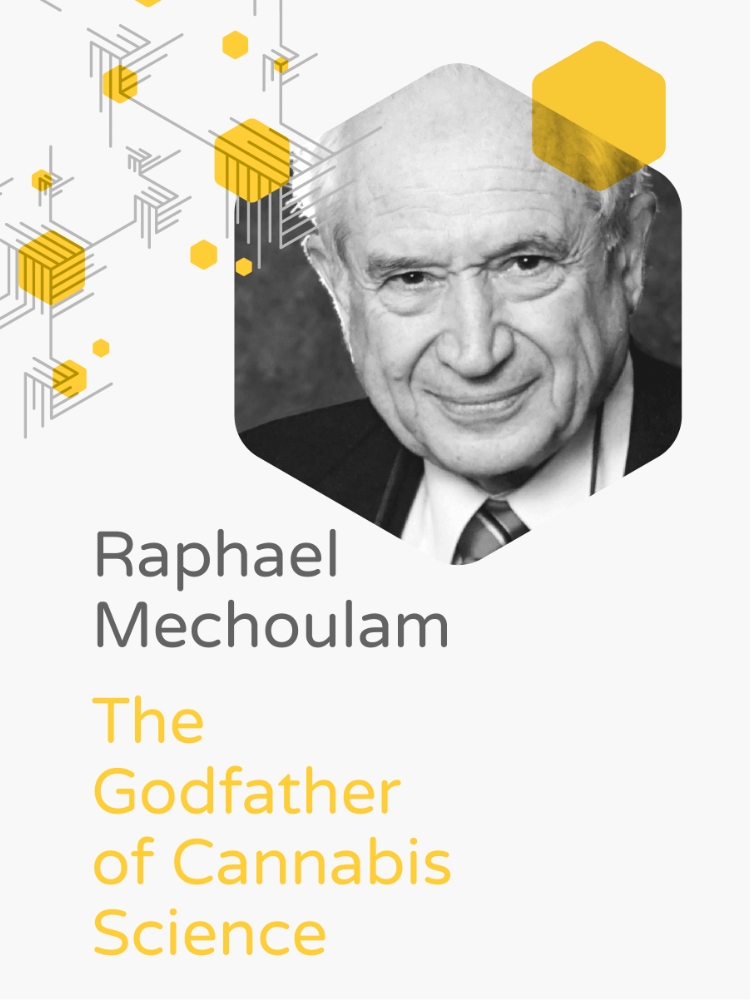 Raphael
Mechoulam
The
Godfather
of Cannabis
Science